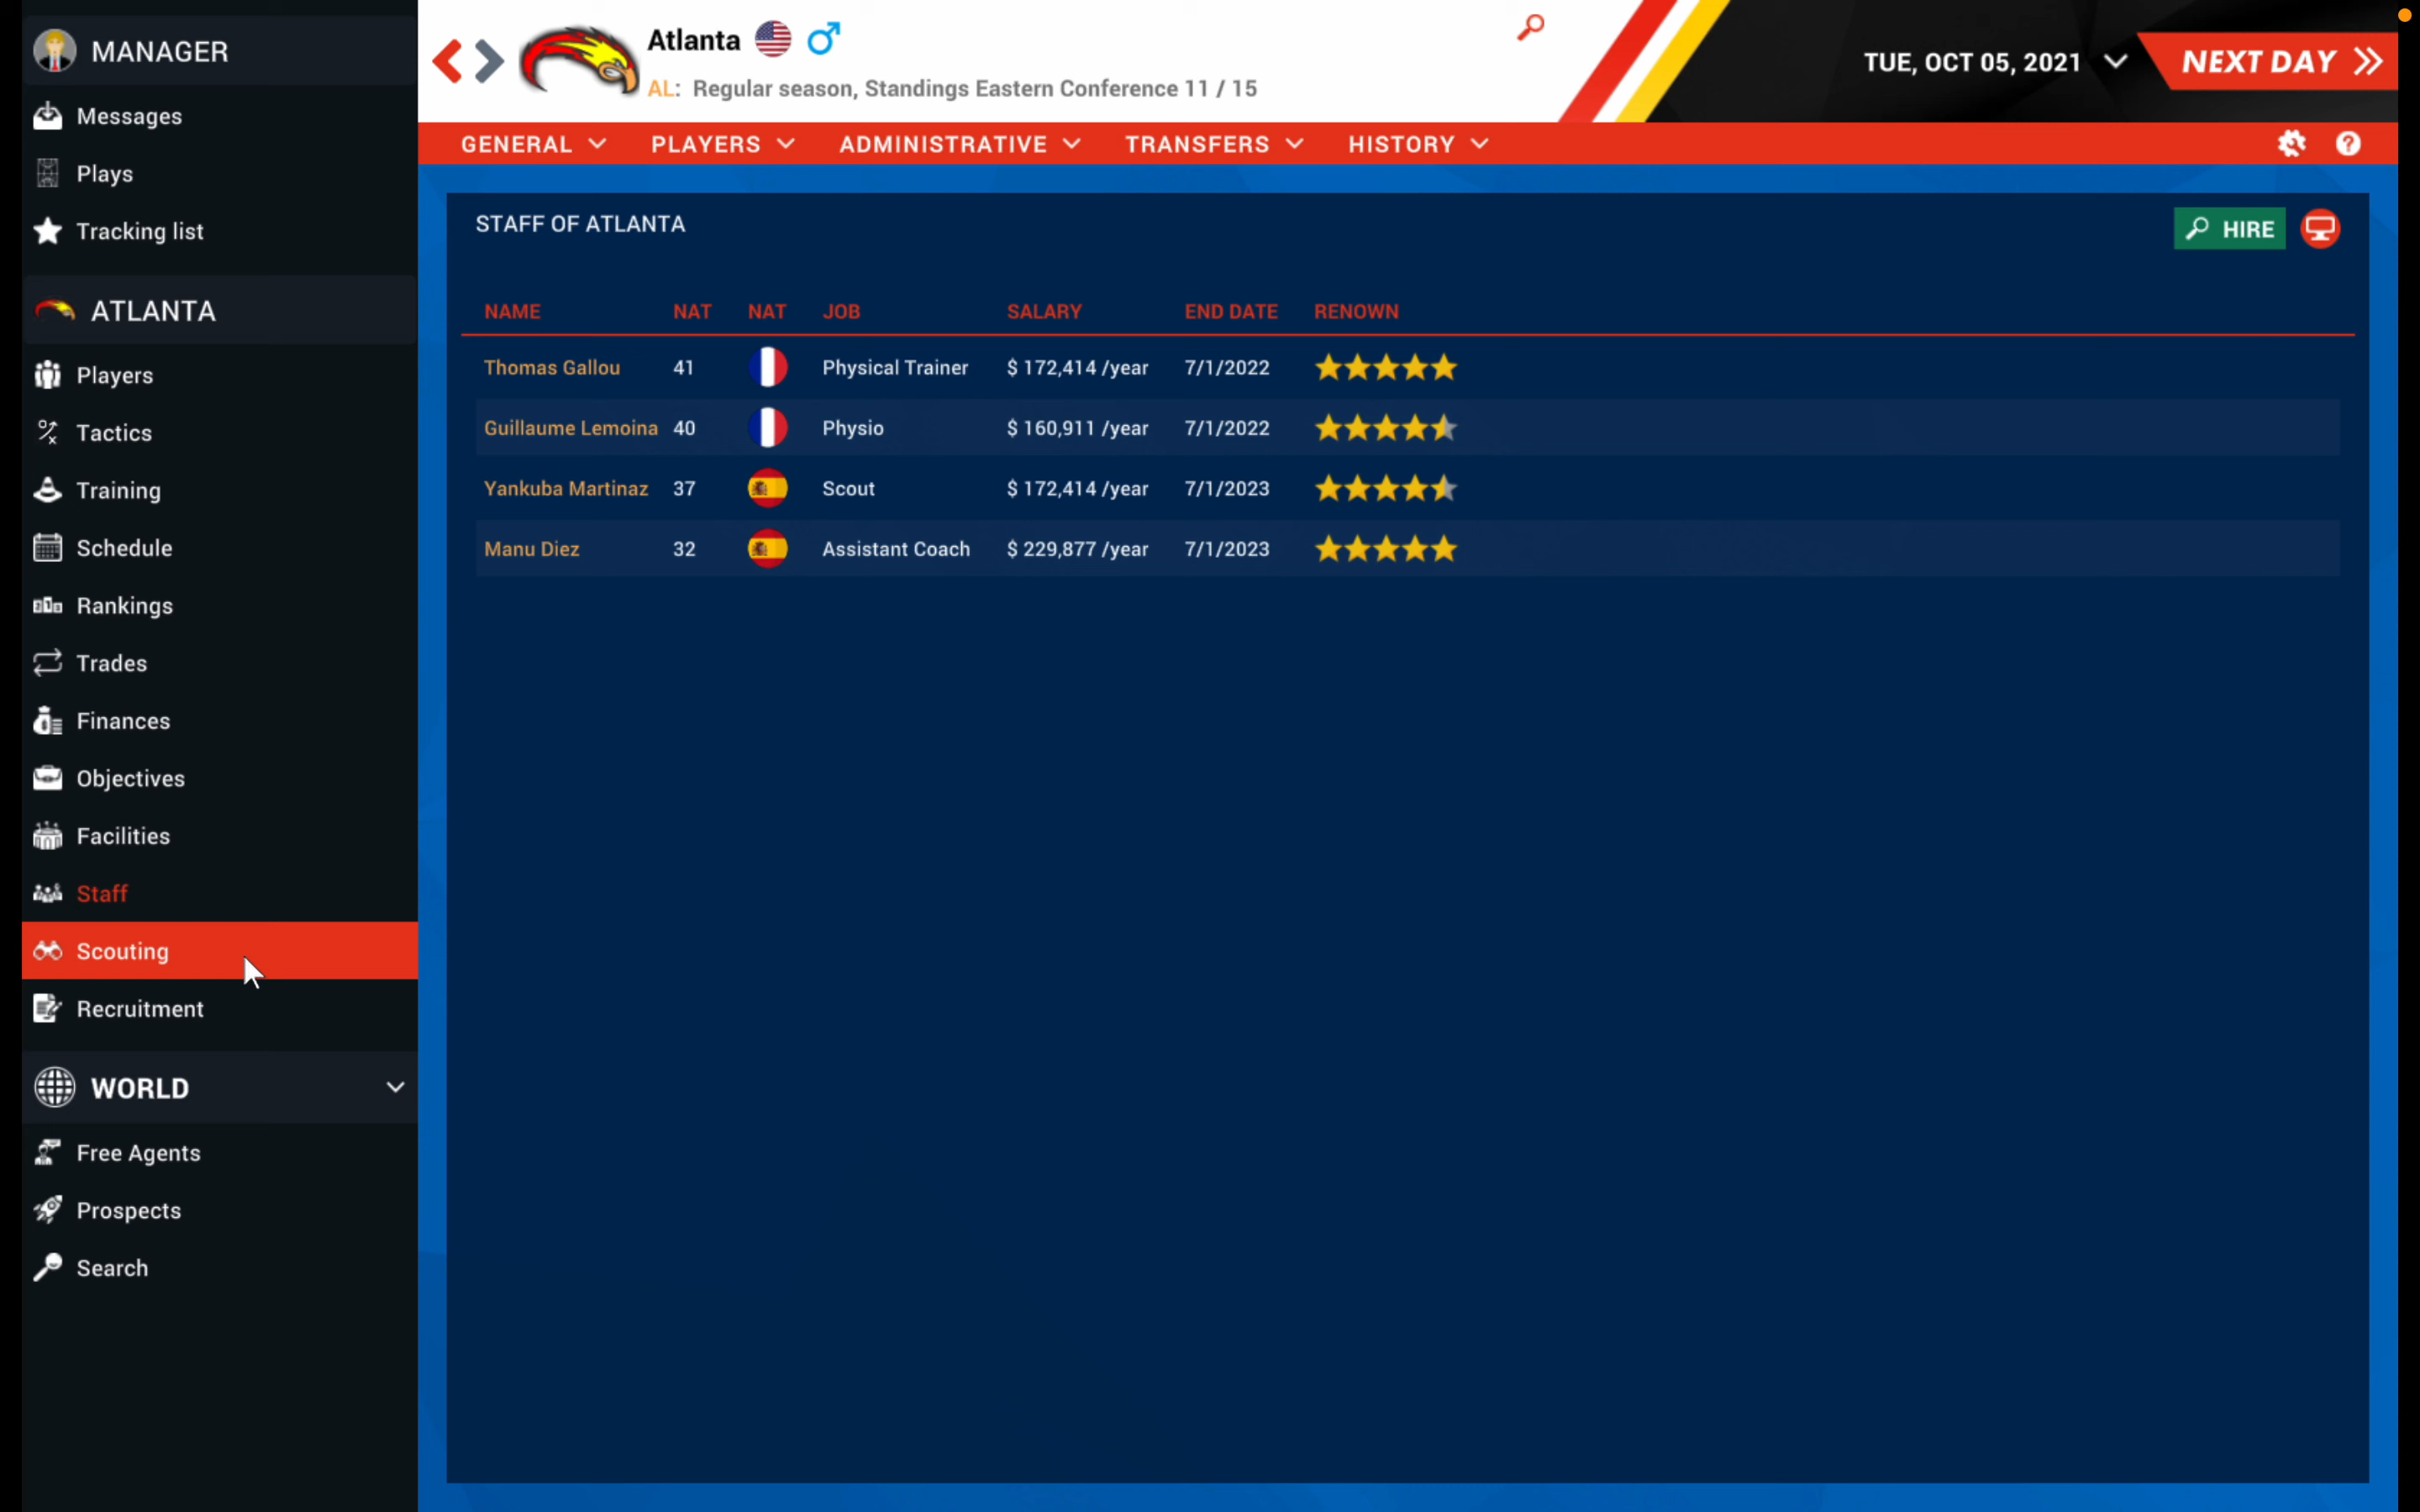 MANAGER
Messages
Plays
Tracking list
ATLANTA
Players
Tactics
Training
Schedule
Rankings
Trades
Finances
Objectives
Facilities
Staff
Scouting
Recruitment
WORLD
Free Agents
Prospects
Search
Atlanta
AL: Regular season, Standings Eastern Conference 11 / 15
TUE, OCT 05, 2021
NEXT DAY
GENERAL PLAYERS ADMINISTRATIVE TRANSFERS HISTORY
STAFF OF ATLANTA
HIRE
NAME NAT NAT JOB SALARY END DATE RENOWN
Thomas Gallou 41 Physical Trainer $ 172,414 /year 7/1/2022
Guillaume Lemoina 40 Physio $ 160,911 /year 7/1/2022
Yankuba Martinaz 37 Scout $ 172,414 /year 7/1/2023
Manu Diez 32 Assistant Coach $ 229,877 /year 7/1/2023